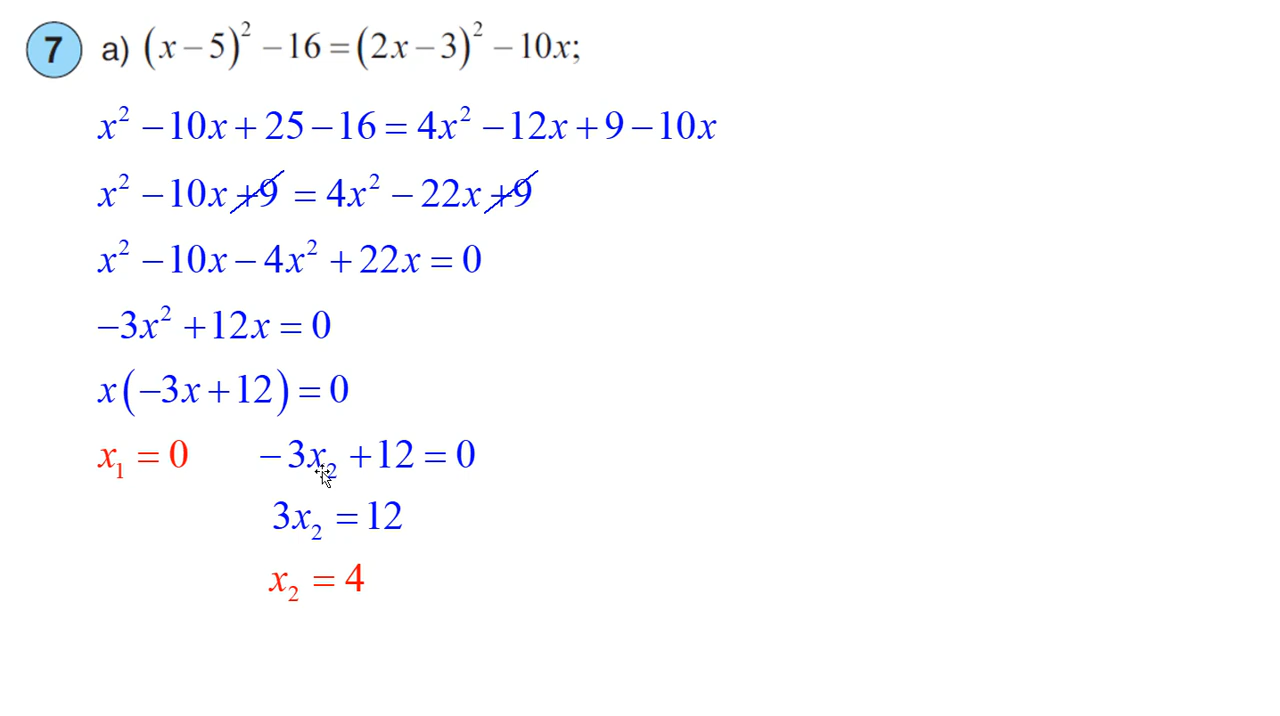 7 a) (x − 5)² − 16 = (2x − 3)² − 10x;
x² − 10x + 25 − 16 = 4x² − 12x + 9 − 10x
x² − 10x +9 = 4x² − 22x +9
x² − 10x − 4x² + 22x = 0
−3x² + 12x = 0
x(−3x + 12) = 0
x₁ = 0 −3x₂ + 12 = 0
3x₂ = 12
x₂ = 4